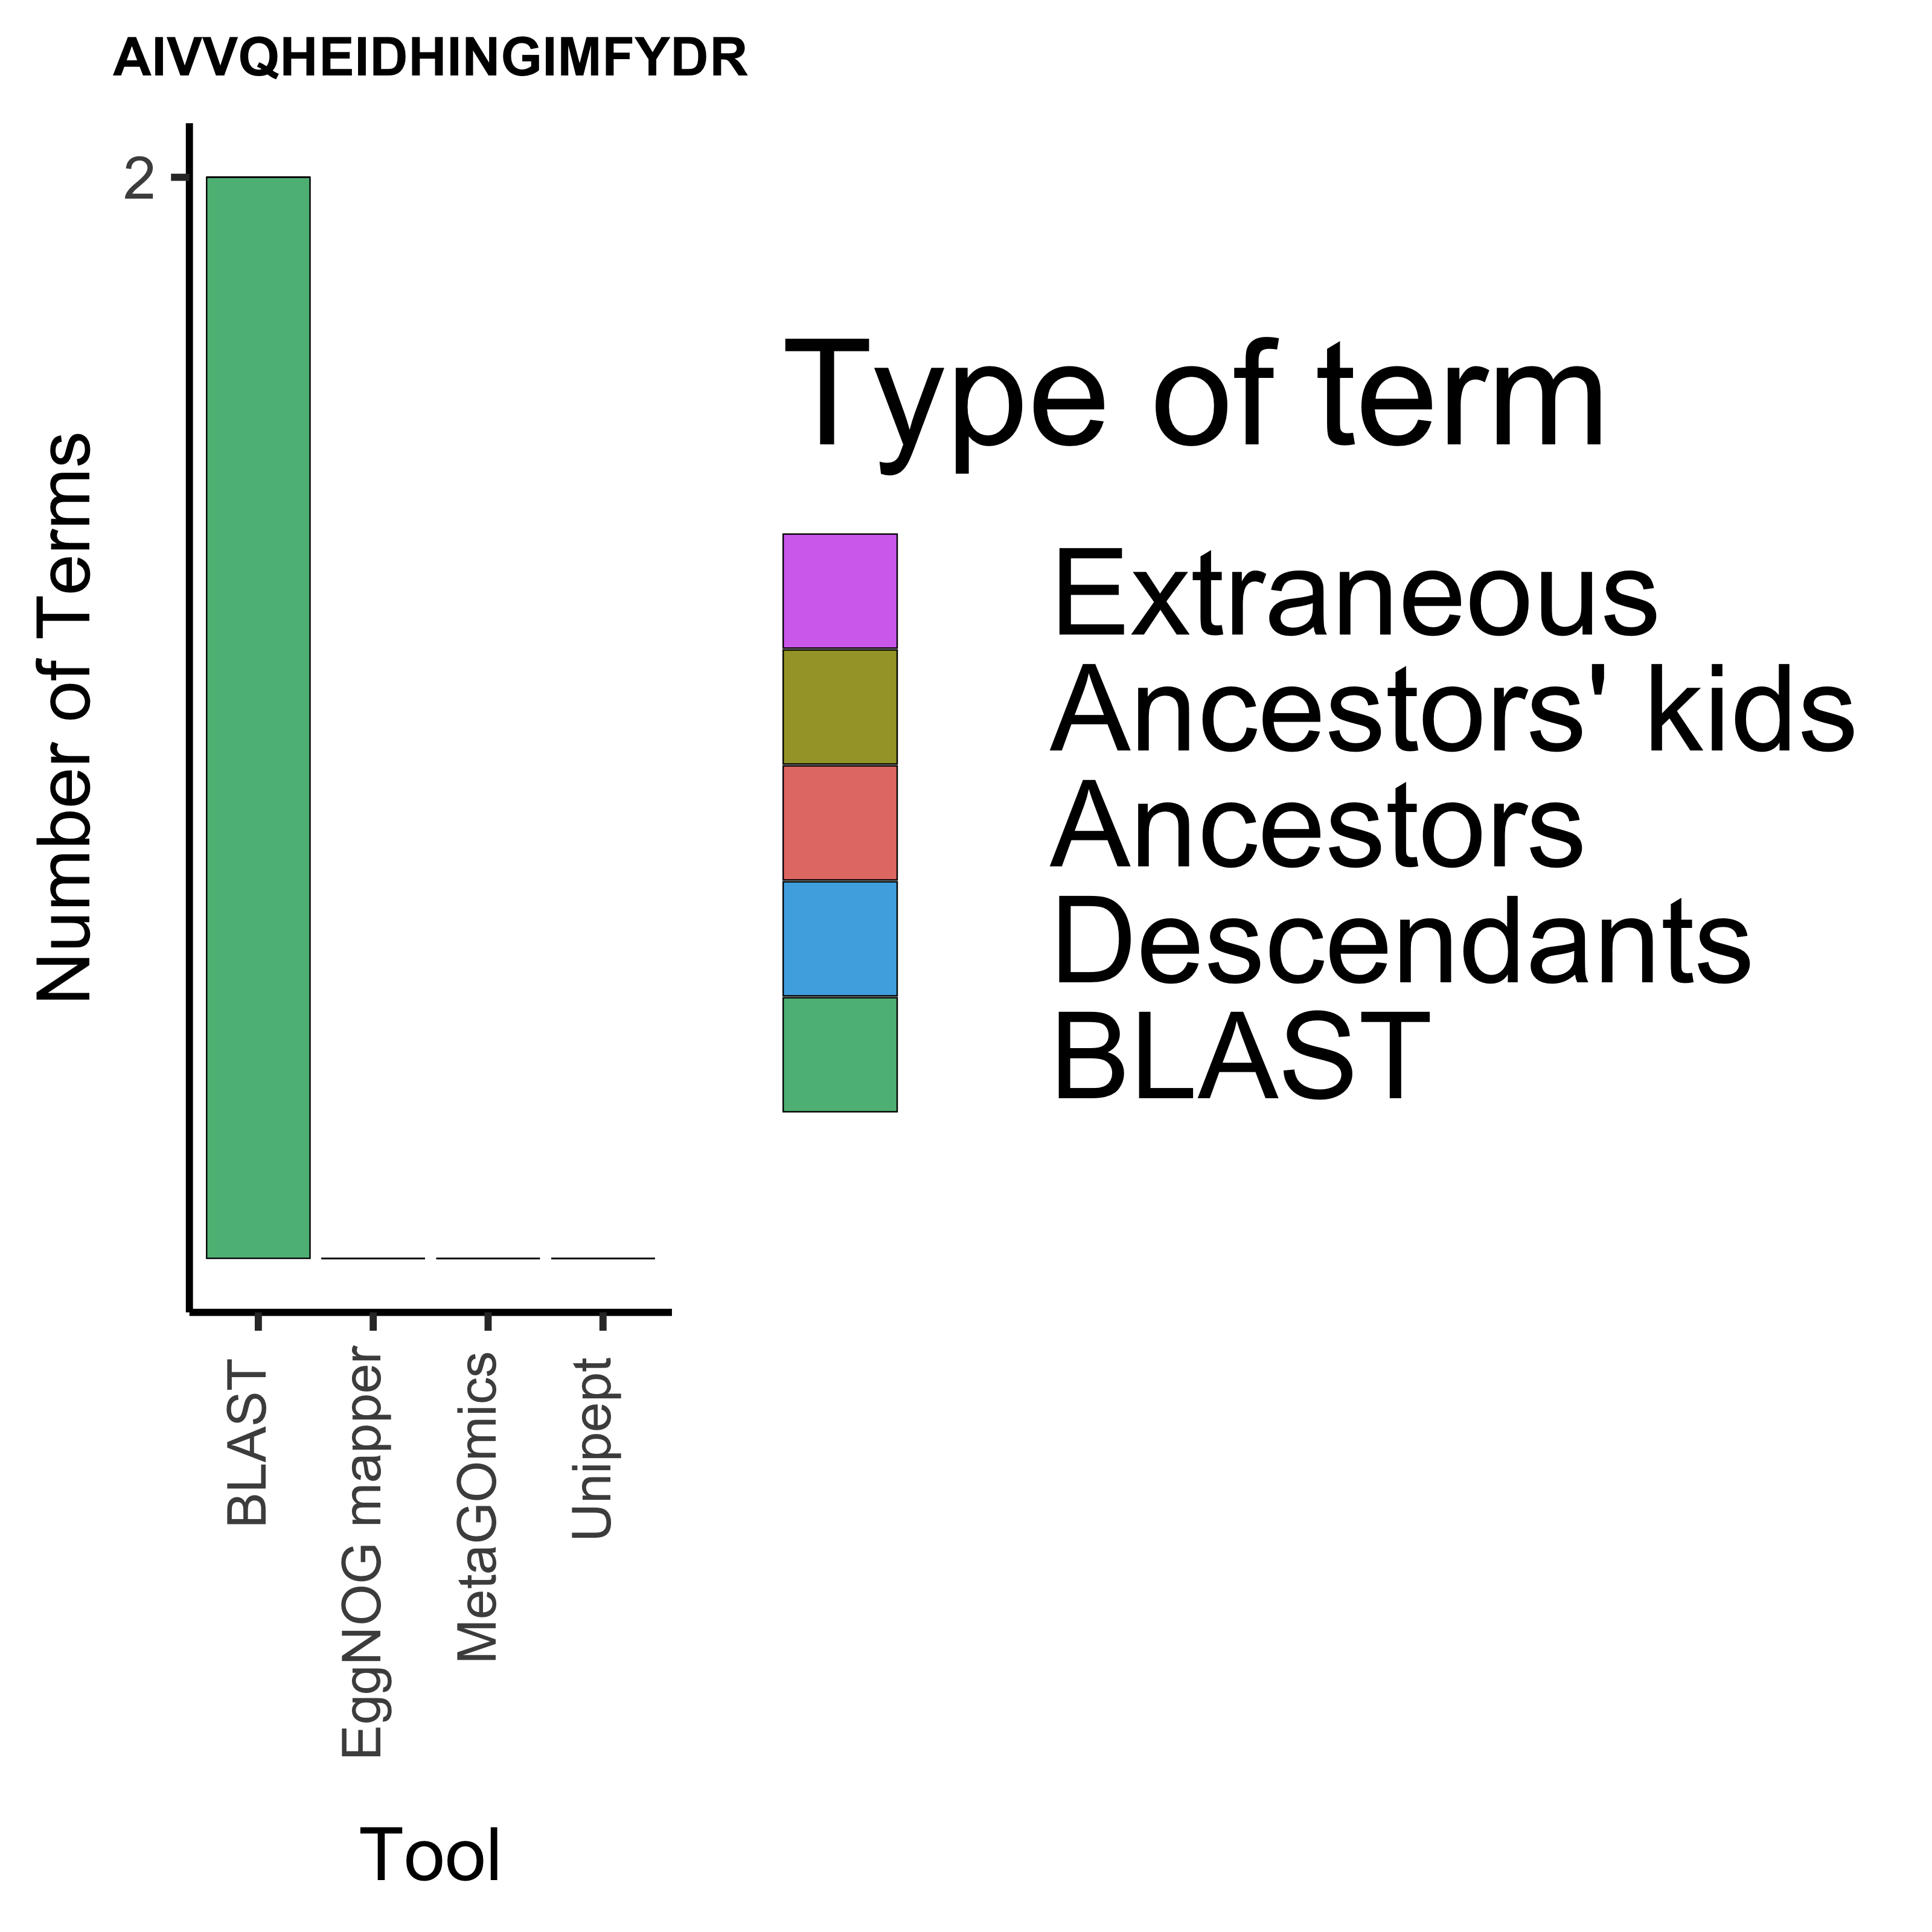 AIVVQHEIDHINGIMFYDR
2
Number of Terms
Type of term
Extraneous
Ancestors' kids
Ancestors
Descendants
BLAST
BLAST
EggNOG mapper
MetaGOmics
Unipept
Tool